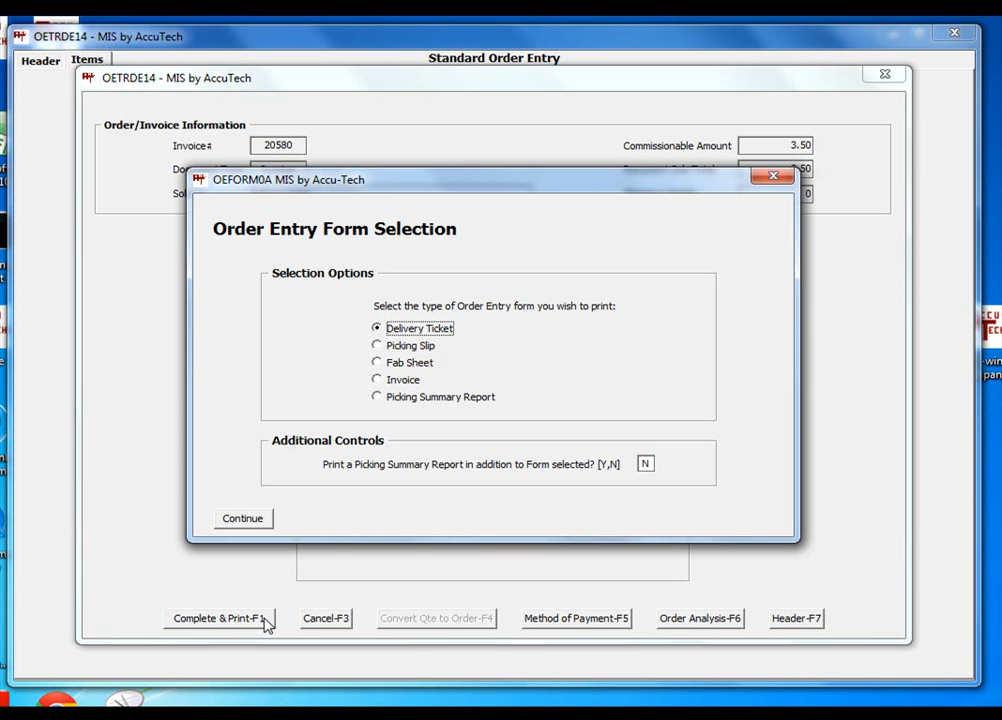 OETRDE14 - MIS by AccuTech
Header Items Standard Order Entry
OETRDE14 - MIS by AccuTech
Order/Invoice Information
Invoice# 20580 Commissionable Amount 3.50
OEFORM0A MIS by Accu-Tech
Order Entry Form Selection
Selection Options
Select the type of Order Entry form you wish to print:
Delivery Ticket
Picking Slip
Fab Sheet
Invoice
Picking Summary Report
Additional Controls
Print a Picking Summary Report in addition to Form selected? [Y,N] N
Continue
Complete & Print-F1 Cancel-F3 Convert Qte to Order-F4 Method of Payment-F5 Order Analysis-F6 Header-F7